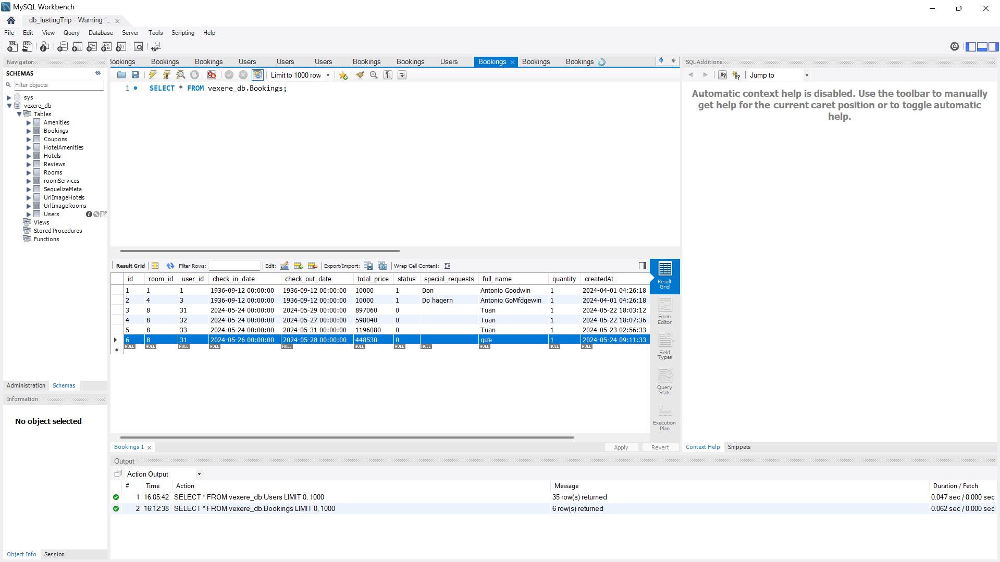 MySQL Workbench
db_lastingTrip - Warning -...
File Edit View Query Database Server Tools Scripting Help
Navigator
SCHEMAS
Filter objects
sys
vexere_db
Tables
Amenities
Bookings
Coupons
HotelAmenities
Hotels
Reviews
Rooms
roomServices
SequelizeMeta
UrlImageHotels
UrlImageRooms
Users
Views
Stored Procedures
Functions
Administration Schemas
Information
No object selected
Object Info Session
Bookings Bookings Bookings Users Users Users Bookings Bookings Users Bookings Bookings Bookings
Limit to 1000 row
1 SELECT * FROM vexere_db.Bookings;
Result Grid Filter Rows: Edit: Export/Import: Wrap Cell Content:
id room_id user_id check_in_date check_out_date total_price status special_requests full_name quantity createdAt
1 1 1 1936-09-12 00:00:00 1936-09-12 00:00:00 10000 1 Don Antonio Goodwin 1 2024-04-01 04:26:18
2 4 3 1936-09-12 00:00:00 1936-09-12 00:00:00 10000 1 Do hagern Antonio GoMfdgewin 1 2024-04-01 04:26:18
3 8 31 2024-05-24 00:00:00 2024-05-29 00:00:00 897060 0 Tuan 1 2024-05-22 18:03:12
4 8 32 2024-05-24 00:00:00 2024-05-27 00:00:00 598040 0 Tuan 1 2024-05-22 18:07:36
5 8 33 2024-05-24 00:00:00 2024-05-31 00:00:00 1196080 0 Tuan 1 2024-05-23 02:56:33
6 8 31 2024-05-26 00:00:00 2024-05-28 00:00:00 448530 0 qưe 1 2024-05-24 09:11:33
NULL NULL NULL NULL NULL NULL NULL NULL NULL NULL NULL
Result
Grid
Form
Editor
Field
Types
Query
Stats
Execution
Plan
Bookings 1 Apply Revert
SQLAdditions
Jump to
Automatic context help is disabled. Use the toolbar to manually
get help for the current caret position or to toggle automatic
help.
Context Help Snippets
Output
Action Output
# Time Action Message Duration / Fetch
1 16:05:42 SELECT * FROM vexere_db.Users LIMIT 0, 1000 35 row(s) returned 0.047 sec / 0.000 sec
2 16:12:38 SELECT * FROM vexere_db.Bookings LIMIT 0, 1000 6 row(s) returned 0.062 sec / 0.000 sec